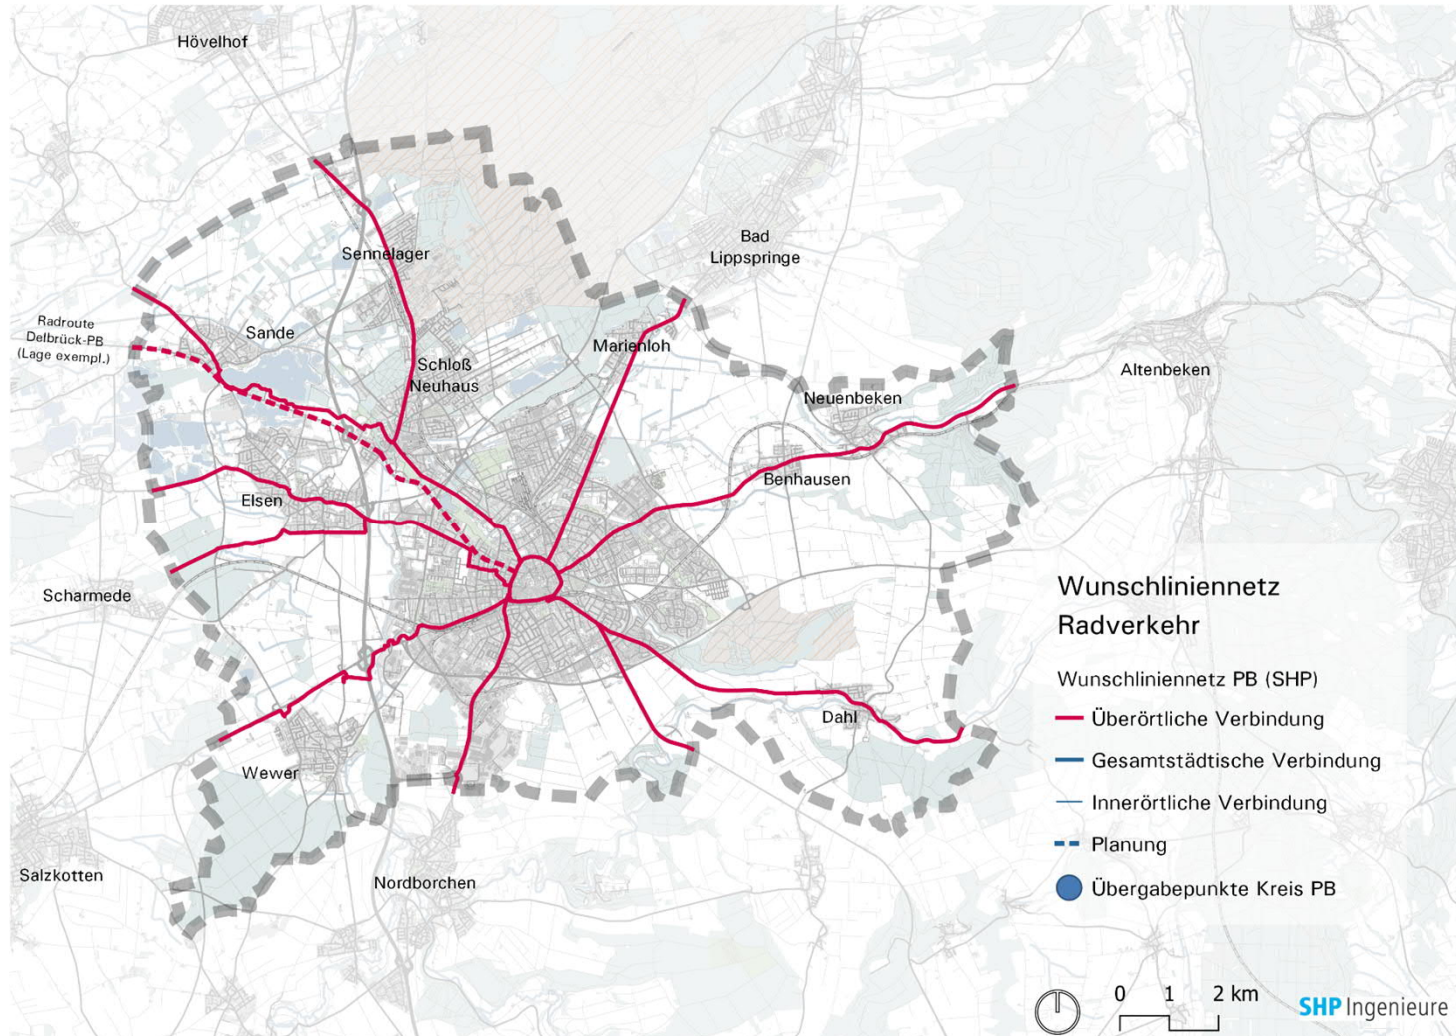 Hövelhof
Sennelager
Bad
Lippspringe
Radroute
Delbrück-PB
(Lage exempl.)
Sande
Marienloh
Schloß
Neuhaus
Altenbeken
Neuenbeken
Benhausen
Elsen
Scharmede
Dahl
Wewer
Salzkotten
Nordborchen
Wunschliniennetz
Radverkehr
Wunschliniennetz PB (SHP)
Überörtliche Verbindung
Gesamtstädtische Verbindung
Innerörtliche Verbindung
Planung
Übergabepunkte Kreis PB
0 1 2 km
SHP Ingenieure